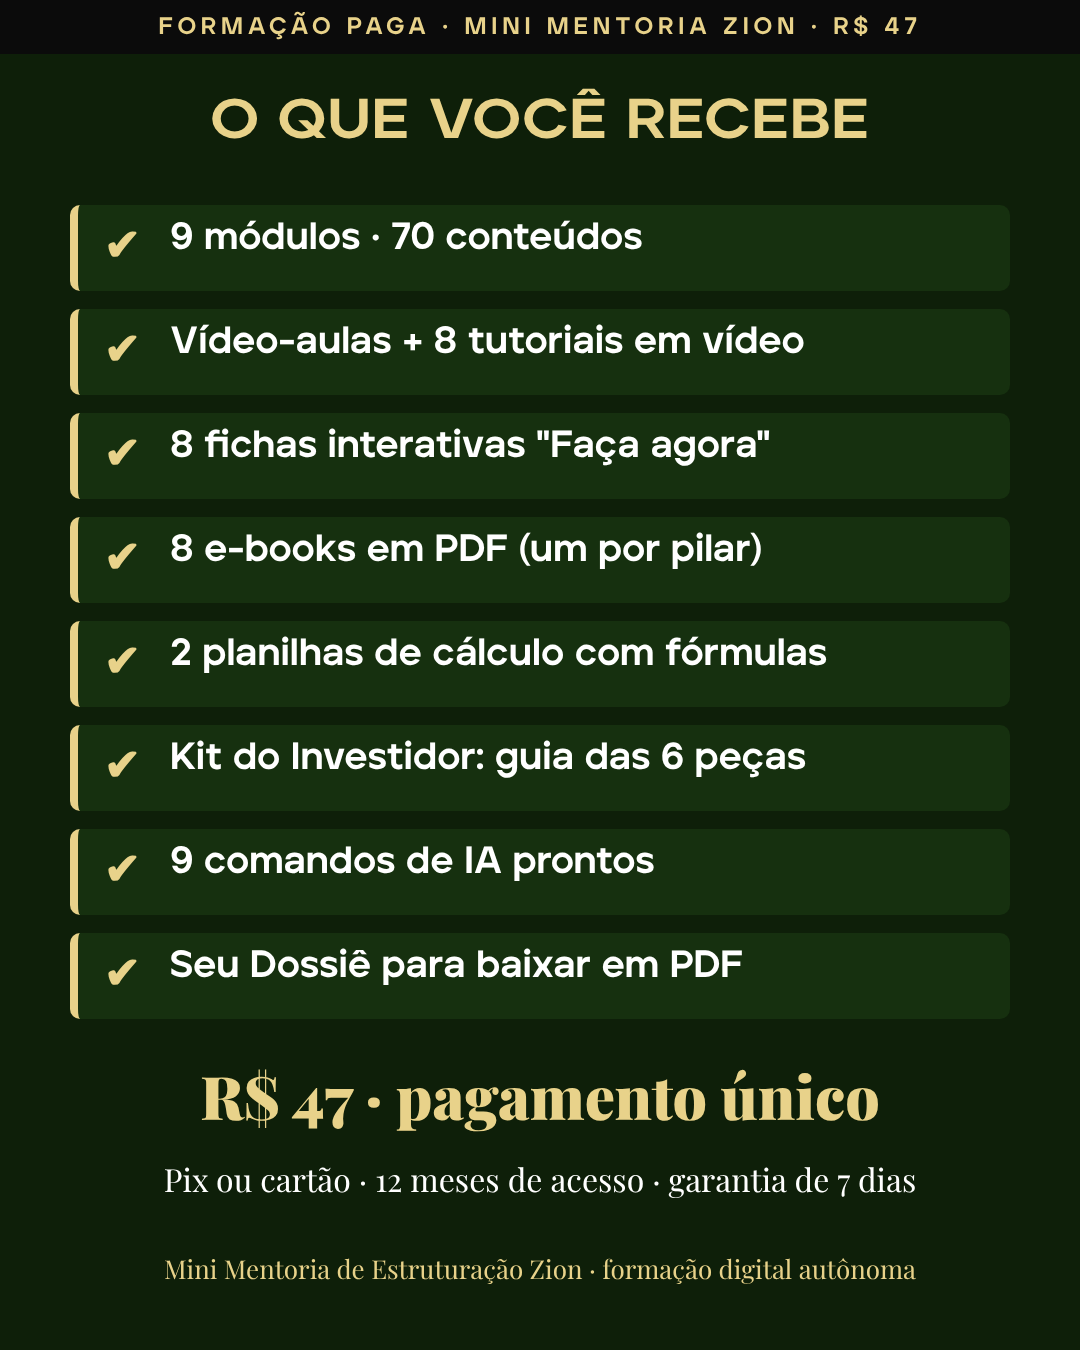 FORMAÇÃO PAGA · MINI MENTORIA ZION · R$ 47
O QUE VOCÊ RECEBE
✔ 9 módulos · 70 conteúdos
✔ Vídeo-aulas + 8 tutoriais em vídeo
✔ 8 fichas interativas "Faça agora"
✔ 8 e-books em PDF (um por pilar)
✔ 2 planilhas de cálculo com fórmulas
✔ Kit do Investidor: guia das 6 peças
✔ 9 comandos de IA prontos
✔ Seu Dossiê para baixar em PDF
R$ 47 · pagamento único
Pix ou cartão · 12 meses de acesso · garantia de 7 dias
Mini Mentoria de Estruturação Zion · formação digital autônoma